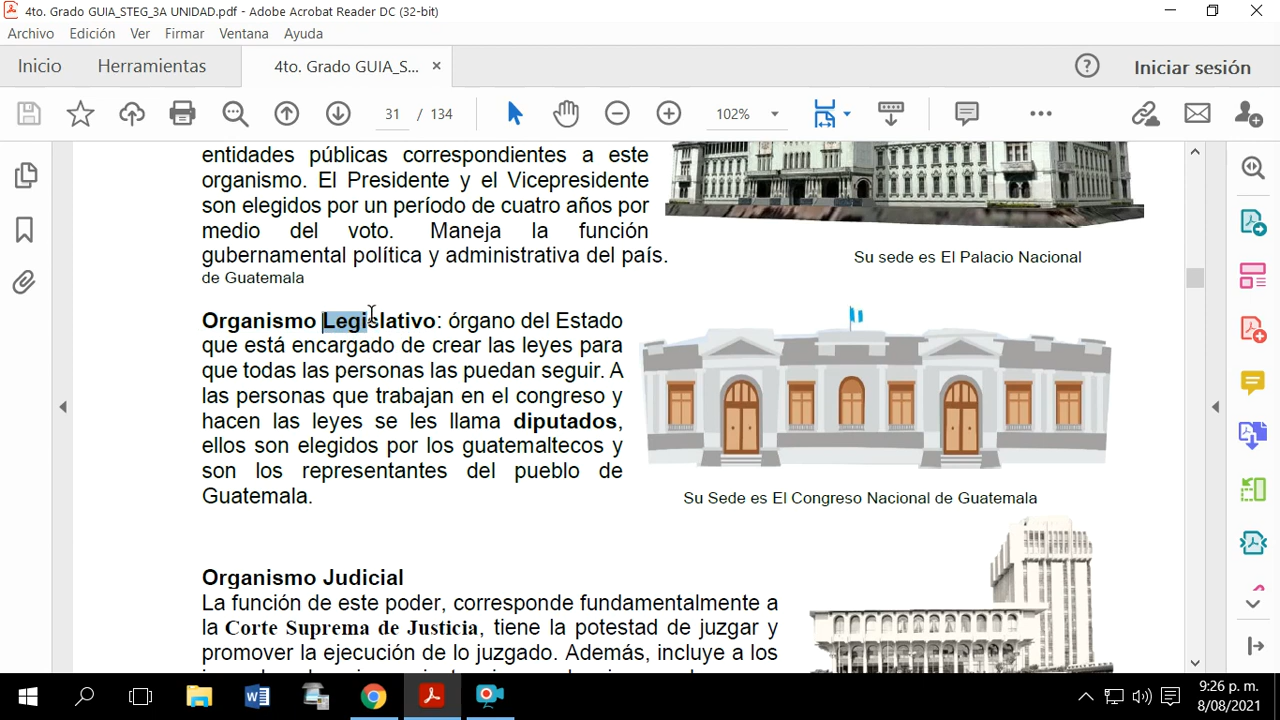 4to. Grado GUIA_STEG_3A UNIDAD.pdf - Adobe Acrobat Reader DC (32-bit)
Archivo Edición Ver Firmar Ventana Ayuda
Inicio Herramientas 4to. Grado GUIA_S... × Iniciar sesión
31 / 134 102%
entidades públicas correspondientes a este
organismo. El Presidente y el Vicepresidente
son elegidos por un período de cuatro años por
medio del voto. Maneja la función
gubernamental política y administrativa del país.
Su sede es El Palacio Nacional
de Guatemala
Organismo Legislativo: órgano del Estado
que está encargado de crear las leyes para
que todas las personas las puedan seguir. A
las personas que trabajan en el congreso y
hacen las leyes se les llama diputados,
ellos son elegidos por los guatemaltecos y
son los representantes del pueblo de
Guatemala.
Su Sede es El Congreso Nacional de Guatemala
Organismo Judicial
La función de este poder, corresponde fundamentalmente a
la Corte Suprema de Justicia, tiene la potestad de juzgar y
promover la ejecución de lo juzgado. Además, incluye a los
9:26 p. m.
8/08/2021